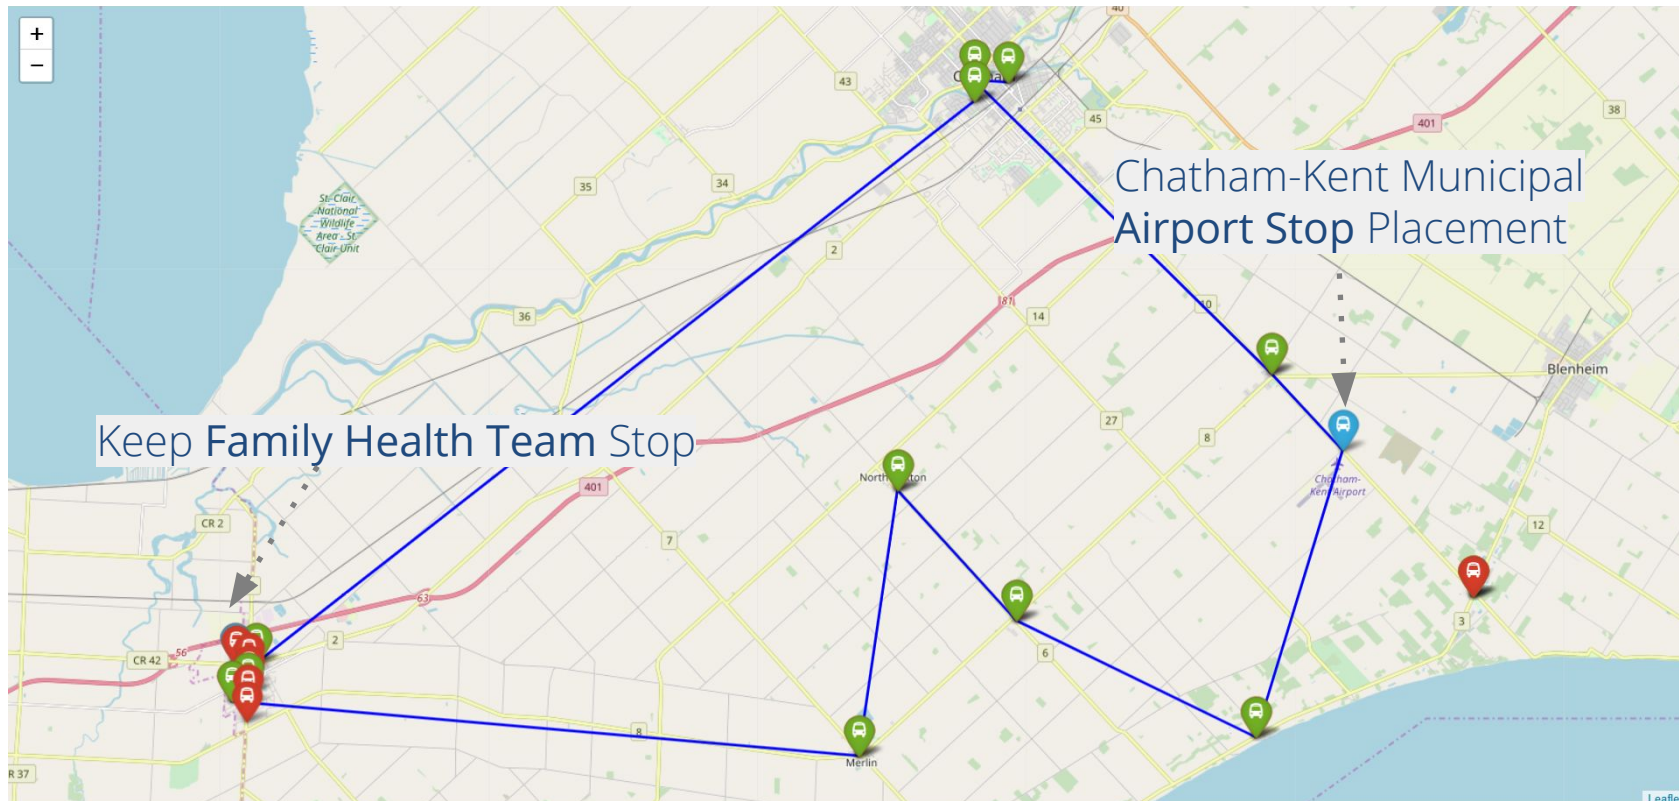 +
−
40
43
38
45
401
Chatham-Kent Municipal
Airport Stop Placement
35
34
St. Clair
National
Wildlife
Area - St.
Clair Unit
2
81
10
36
14
Blenheim
Keep Family Health Team Stop
27
8
401
Chatham-
Kent Airport
CR 2
12
7
63
3
2
6
56
CR 42
8
Merlin
R 37
Leafle